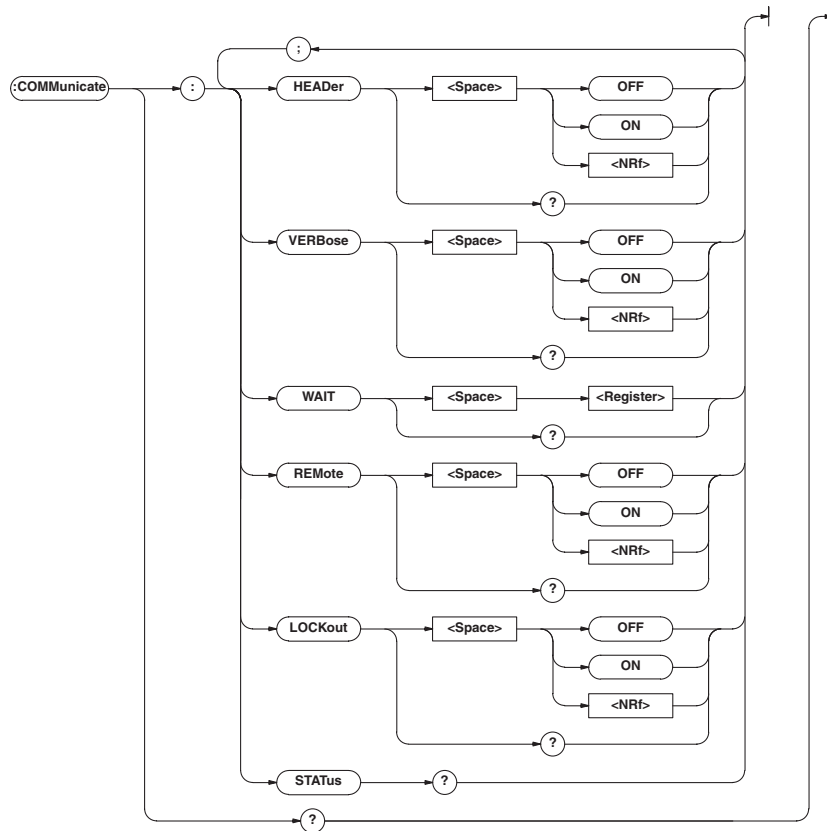 ;
:COMMunicate : HEADer <Space> OFF
ON
<NRf>
?
VERBose <Space> OFF
ON
<NRf>
?
WAIT <Space> <Register>
?
REMote <Space> OFF
ON
<NRf>
?
LOCKout <Space> OFF
ON
<NRf>
?
STATus ?
?